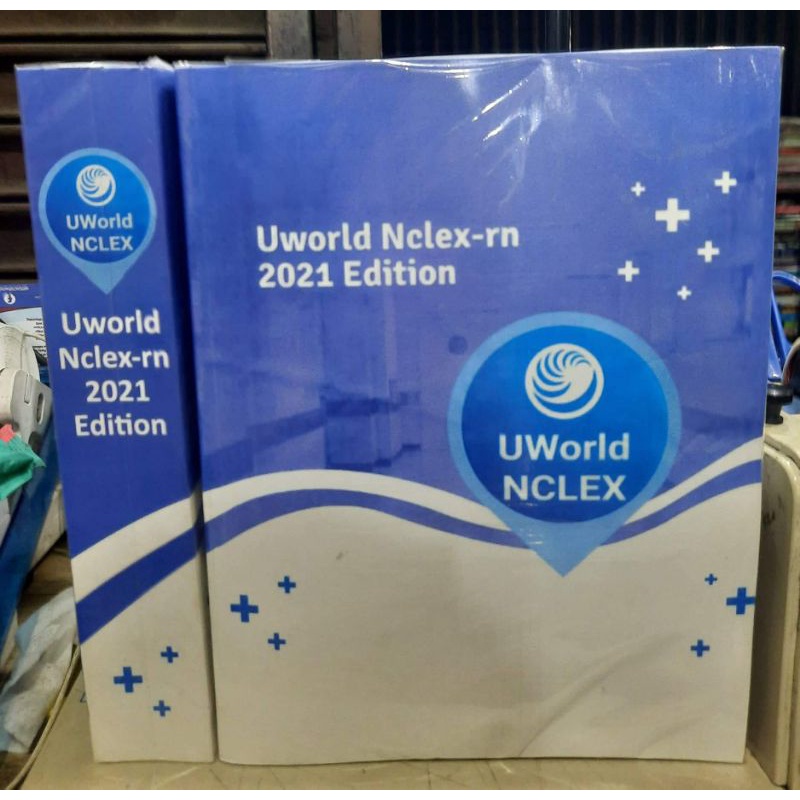 UWorld
NCLEX
Uworld
Nclex-rn
2021
Edition
Uworld Nclex-rn
2021 Edition
UWorld
NCLEX